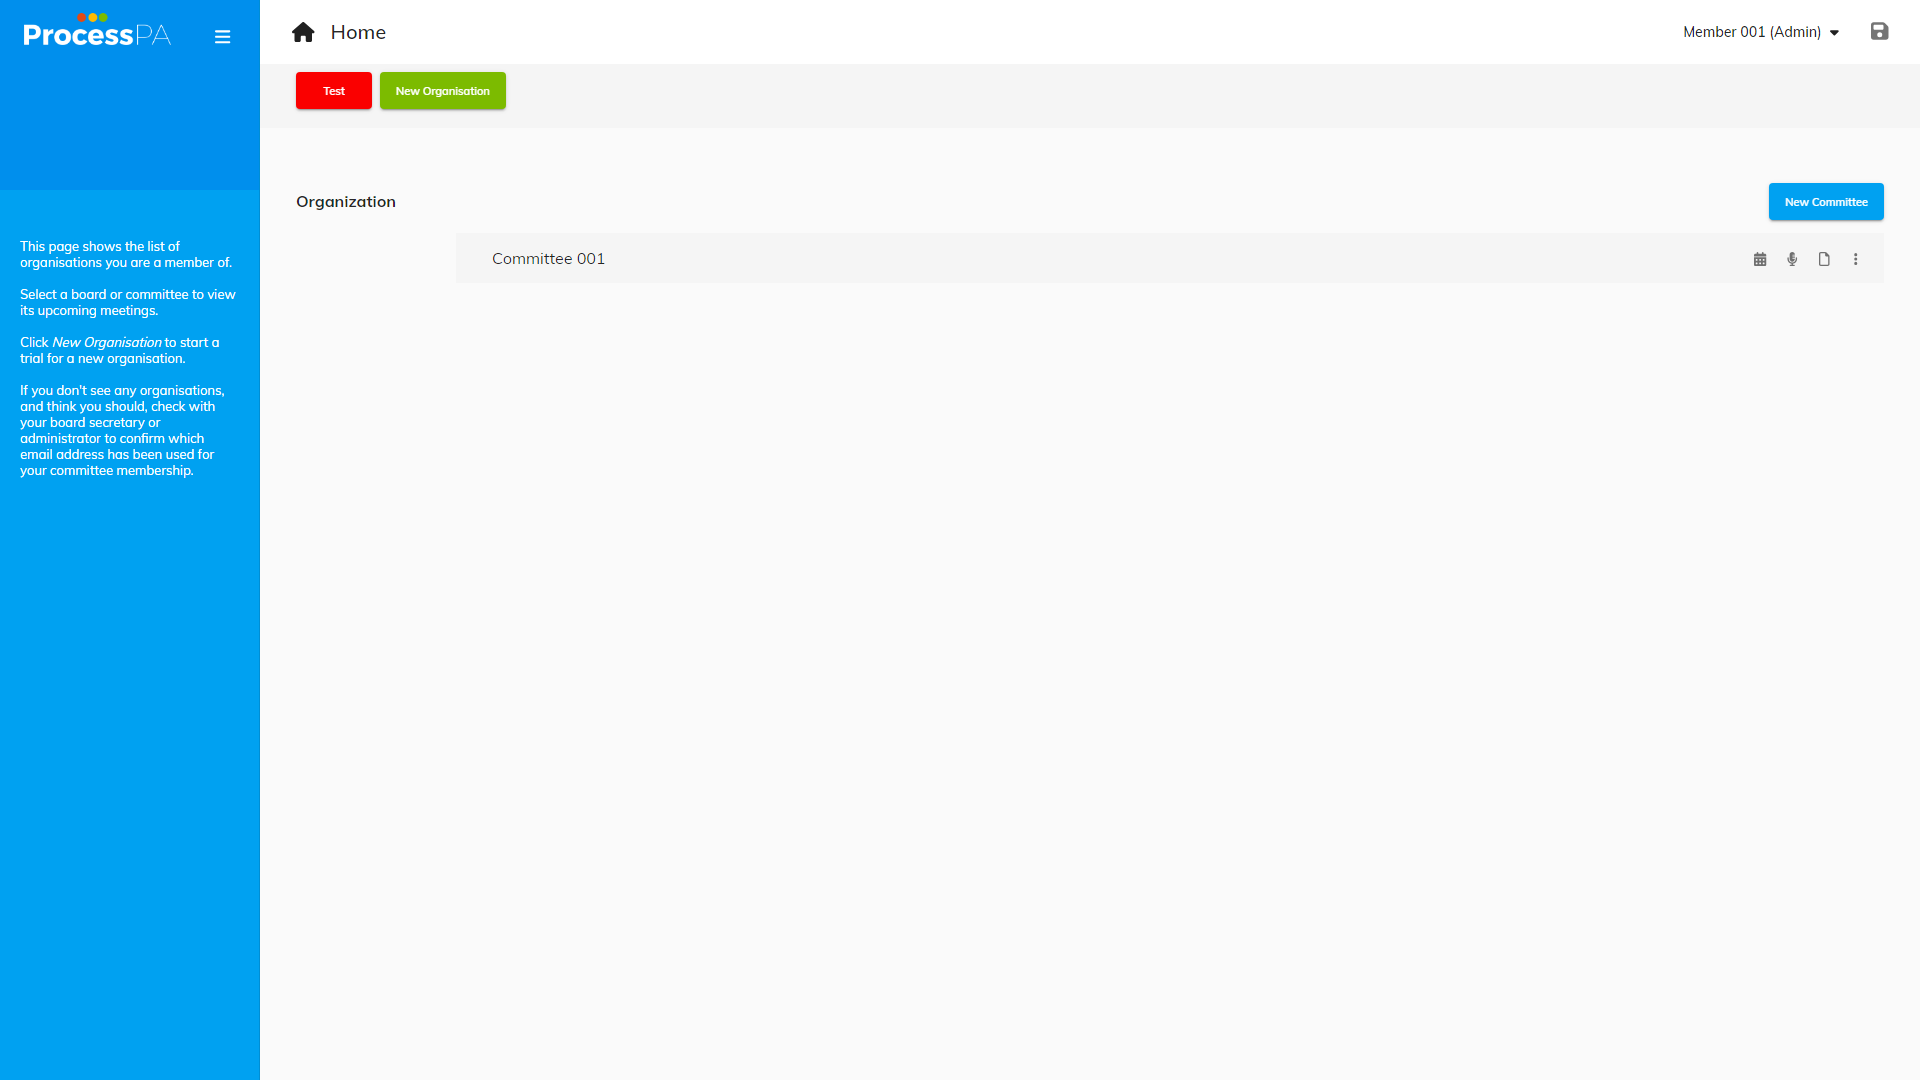 ProcessPA
Home
Member 001 (Admin)
Test
New Organisation
Organization
New Committee
Committee 001
This page shows the list of
organisations you are a member of.
Select a board or committee to view
its upcoming meetings.
Click New Organisation to start a
trial for a new organisation.
If you don't see any organisations,
and think you should, check with
your board secretary or
administrator to confirm which
email address has been used for
your committee membership.